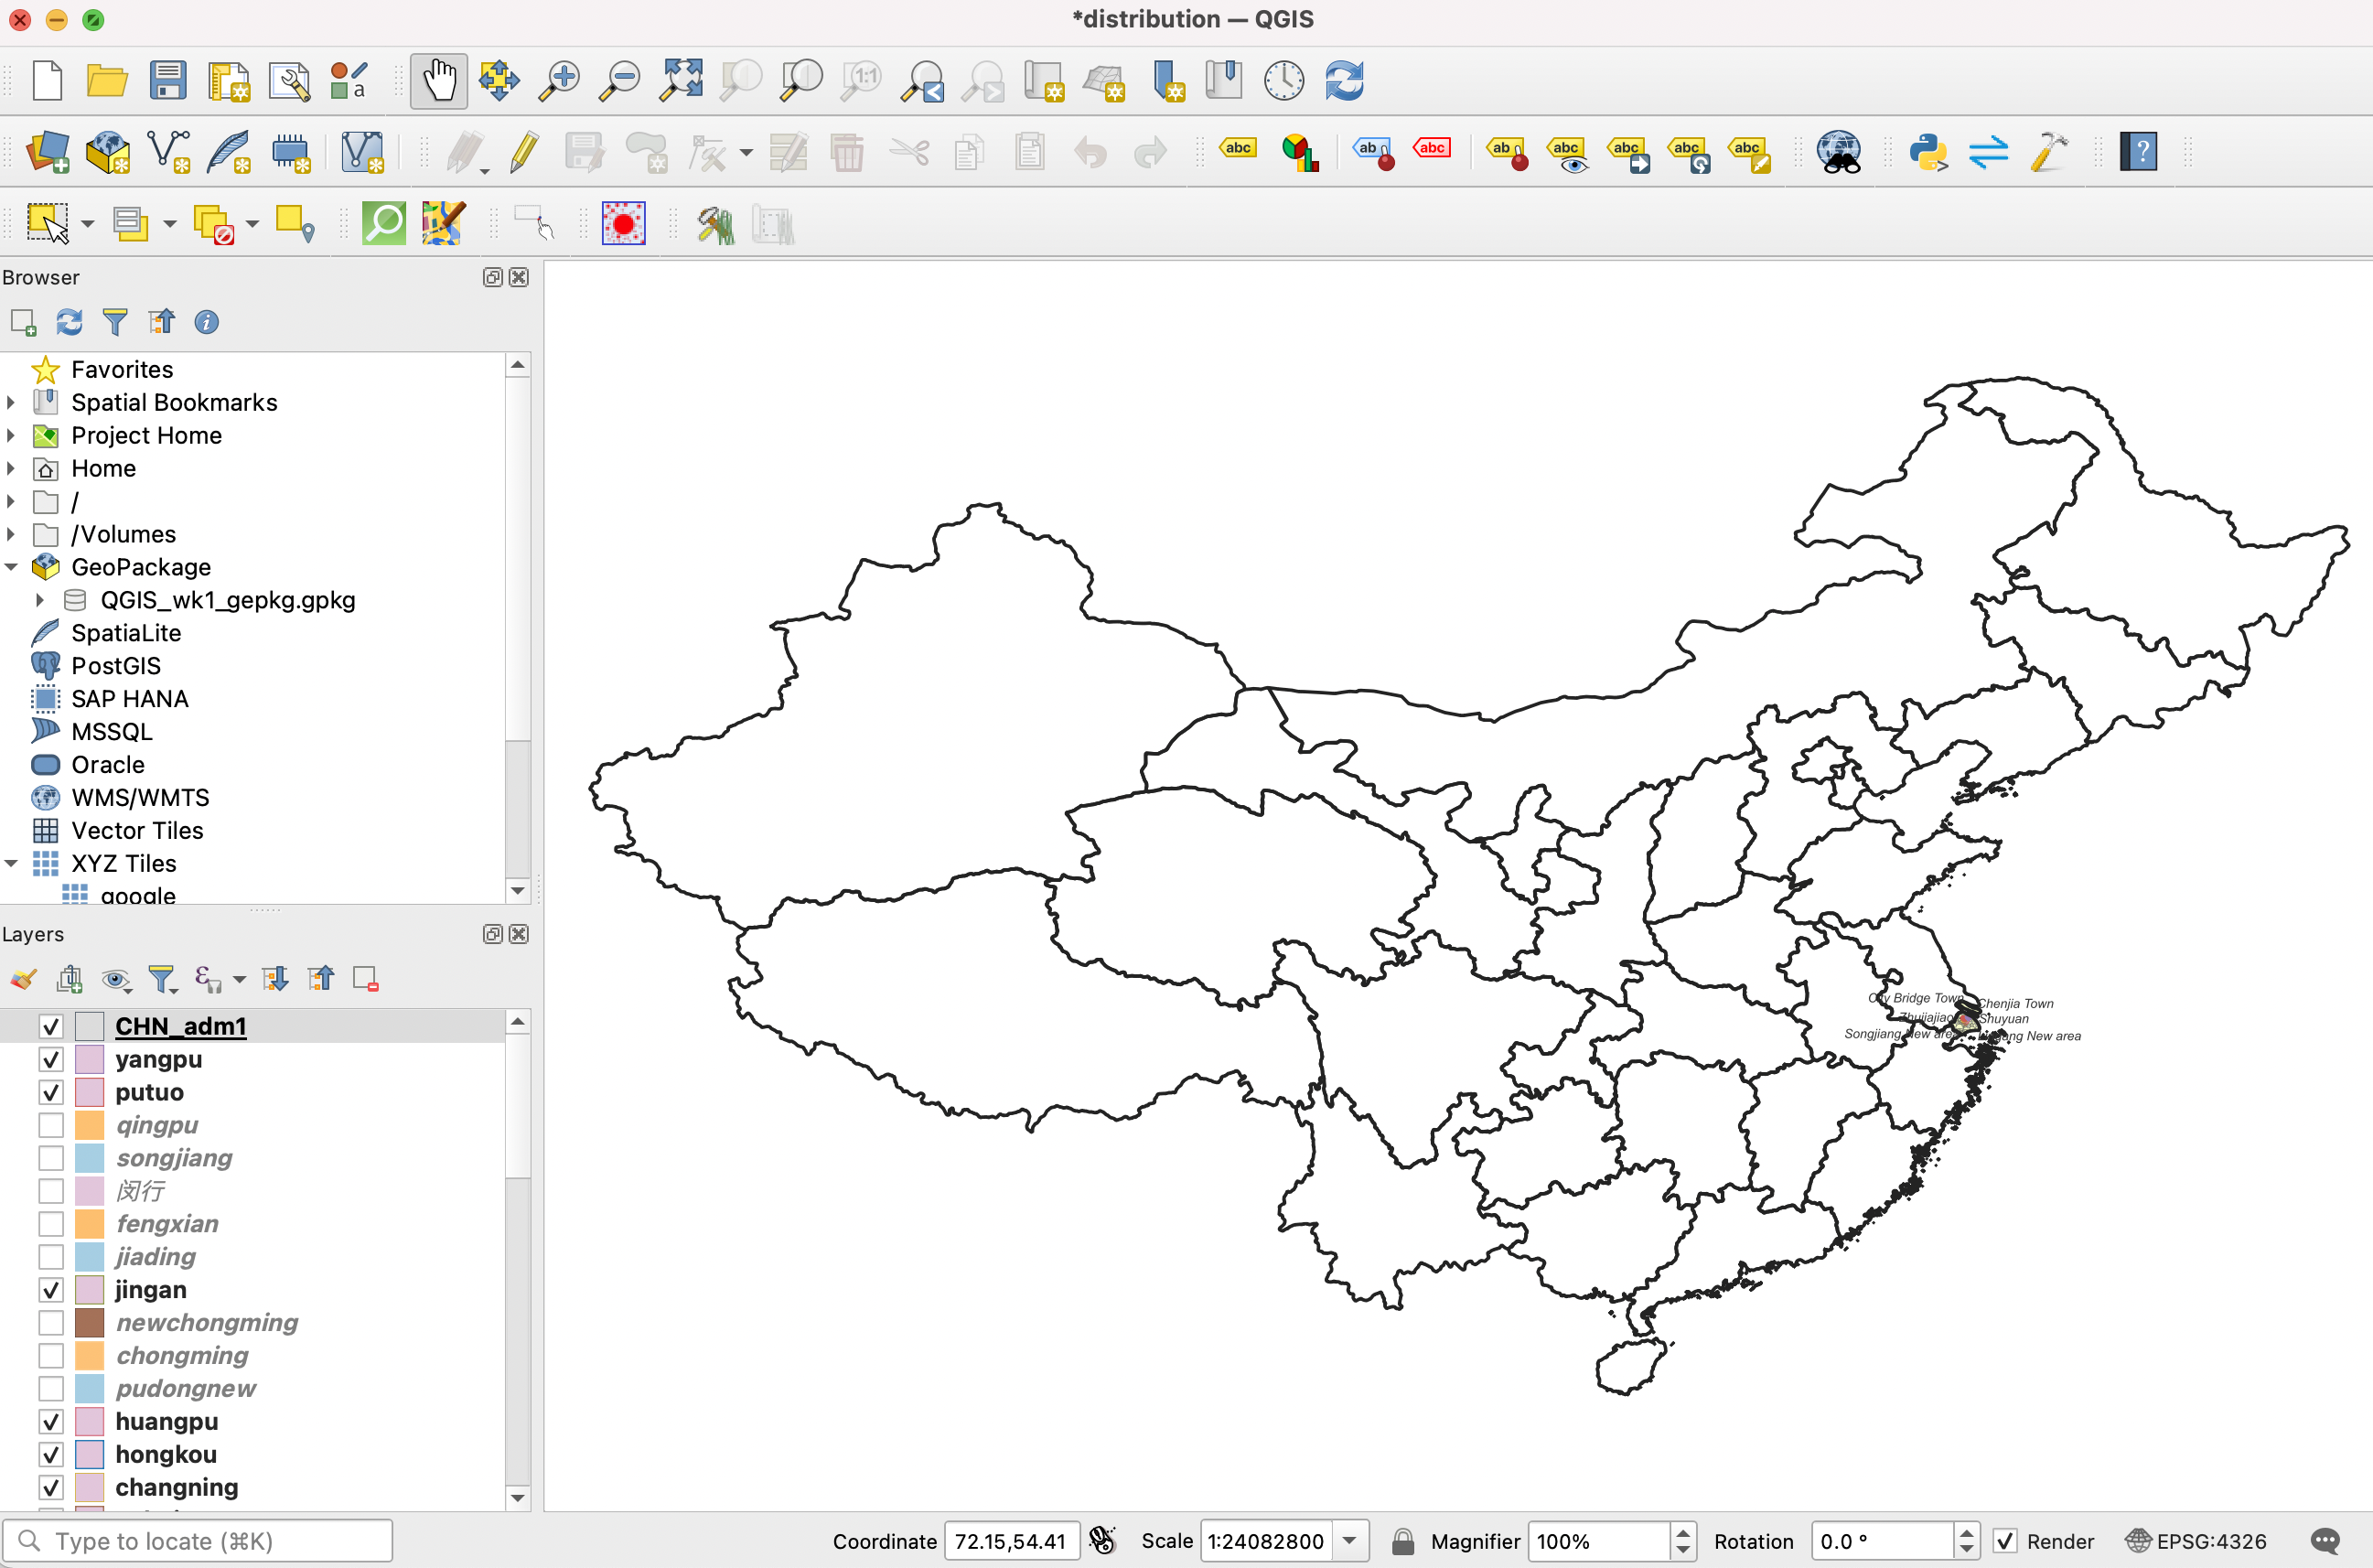 *distribution — QGIS
Browser
Favorites
Spatial Bookmarks
Project Home
Home
/
/Volumes
GeoPackage
QGIS_wk1_gepkg.gpkg
SpatiaLite
PostGIS
SAP HANA
MSSQL
Oracle
WMS/WMTS
Vector Tiles
XYZ Tiles
google
Layers
CHN_adm1
yangpu
putuo
qingpu
songjiang
闵行
fengxian
jiading
jingan
newchongming
chongming
pudongnew
huangpu
hongkou
changning
Bridge Town
Chenjia Town
Zhujiajiao
Shuyuan
Songjiang New area
New area
Type to locate (⌘K)
Coordinate 72.15,54.41 Scale 1:24082800 Magnifier 100% Rotation 0.0 ° Render EPSG:4326